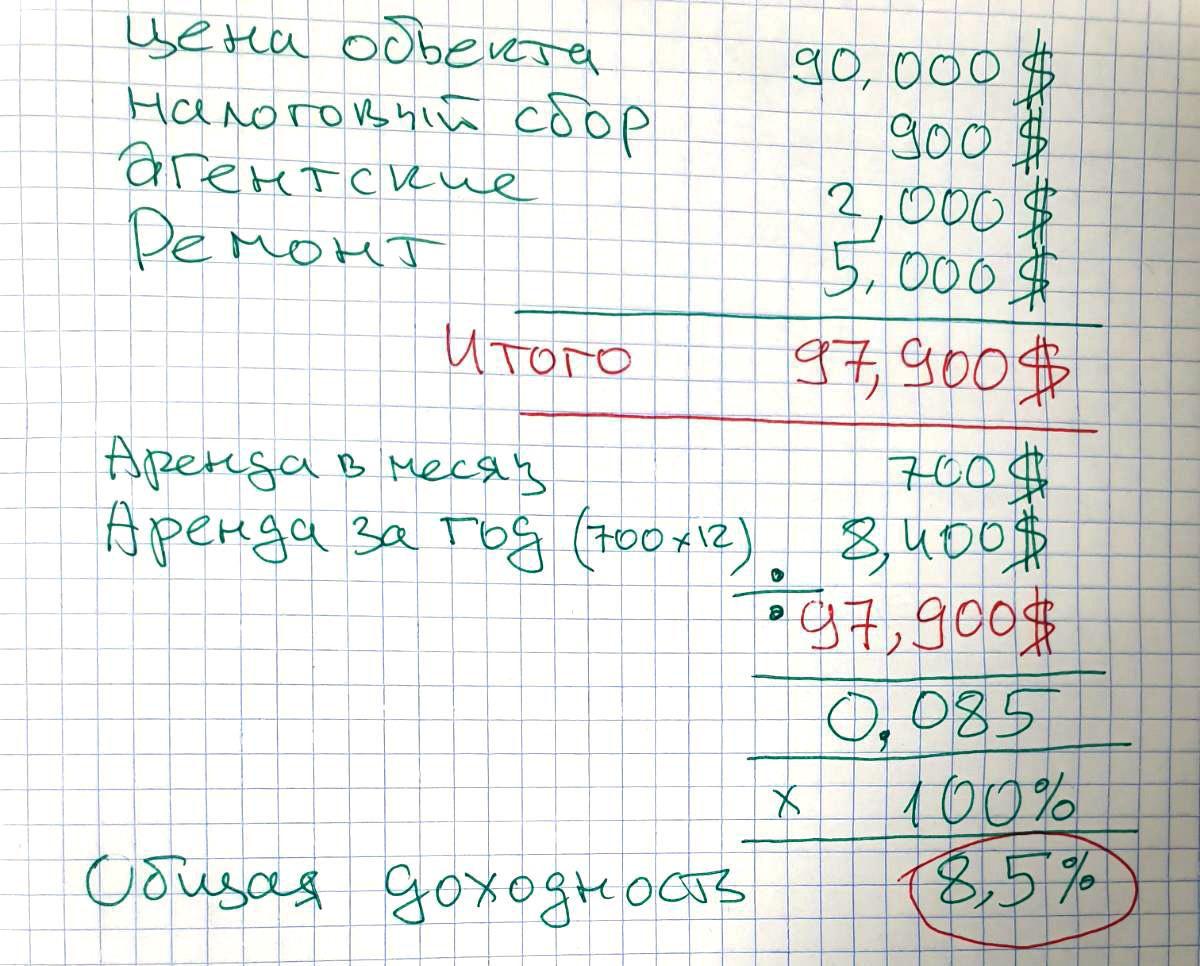 Цена объекта 90,000 $
Налоговый сбор 900 $
Агентские 2,000 $
Ремонт 5,000 $
Итого 97,900 $
Аренда в месяц 700 $
Аренда за год (700 x 12) 8,400 $
÷ 97,900 $
0,085
x 100%
Общая доходность 8,5%